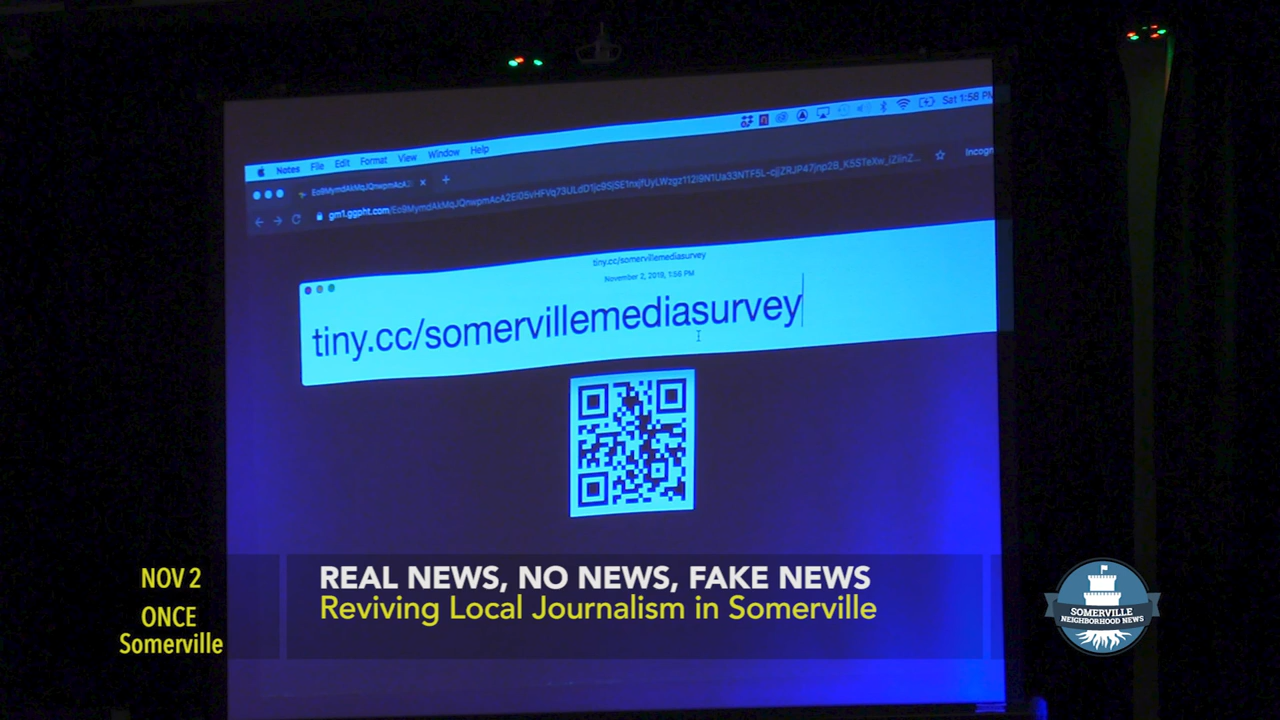 Notes File Edit Format View Window Help
Sat 1:58 PM
Incogn
tiny.cc/somervillemediasurvey
November 2, 2019, 1:56 PM
tiny.cc/somervillemediasurvey
NOV 2
ONCE
Somerville
REAL NEWS, NO NEWS, FAKE NEWS
Reviving Local Journalism in Somerville
SOMERVILLE
NEIGHBORHOOD NEWS